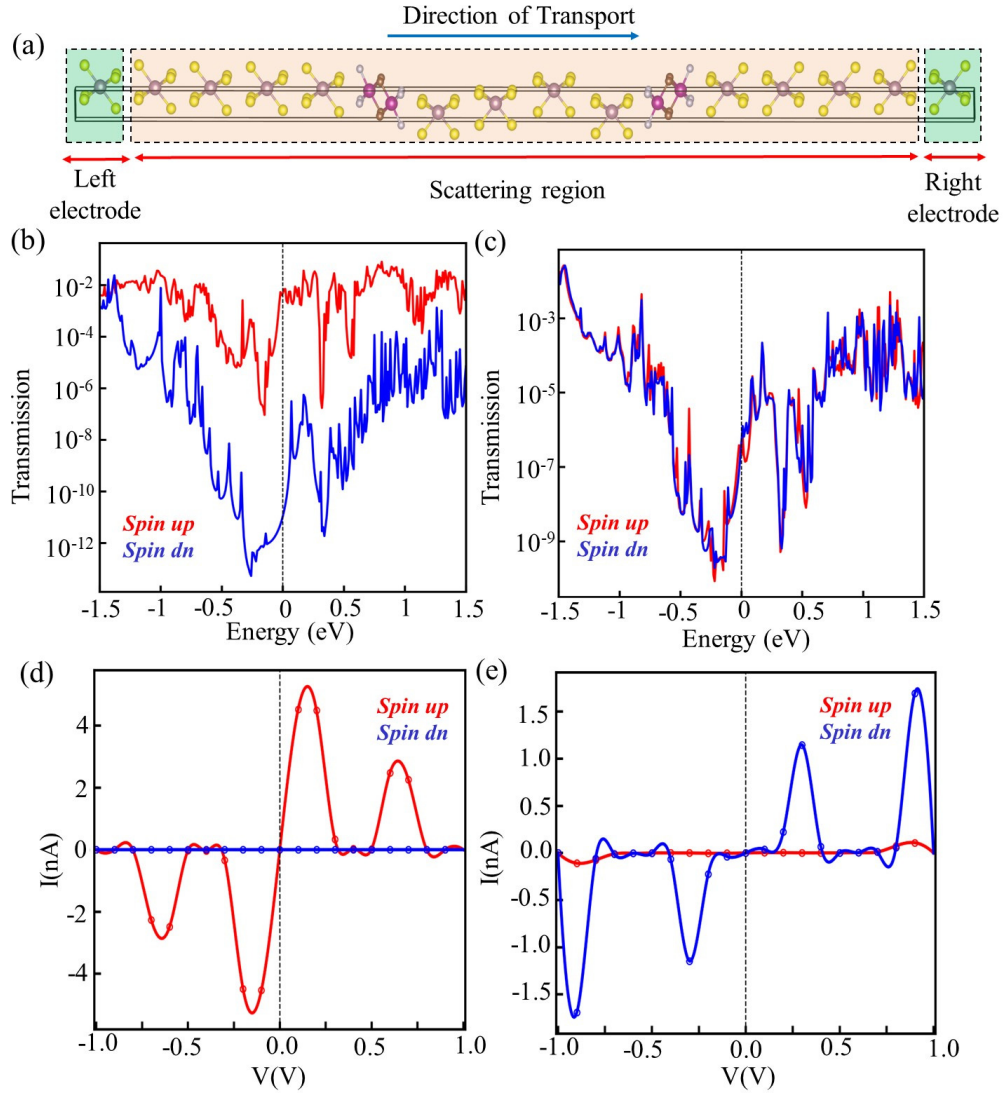 Direction of Transport
(a)
Left
electrode
Scattering region
Right
electrode
(b)
Transmission
10⁻²
10⁻⁴
10⁻⁶
10⁻⁸
10⁻¹⁰
10⁻¹²
Spin up
Spin dn
-1.5 -1 -0.5 0 0.5 1 1.5
Energy (eV)
(c)
Transmission
10⁻³
10⁻⁵
10⁻⁷
10⁻⁹
Spin up
Spin dn
-1.5 -1 -0.5 0 0.5 1 1.5
Energy (eV)
(d)
I(nA)
4
2
0
-2
-4
Spin up
Spin dn
-1.0 -0.5 0.0 0.5 1.0
V(V)
(e)
I(nA)
1.5
1.0
0.5
0.0
-0.5
-1.0
-1.5
Spin up
Spin dn
-1.0 -0.5 0.0 0.5 1.0
V(V)